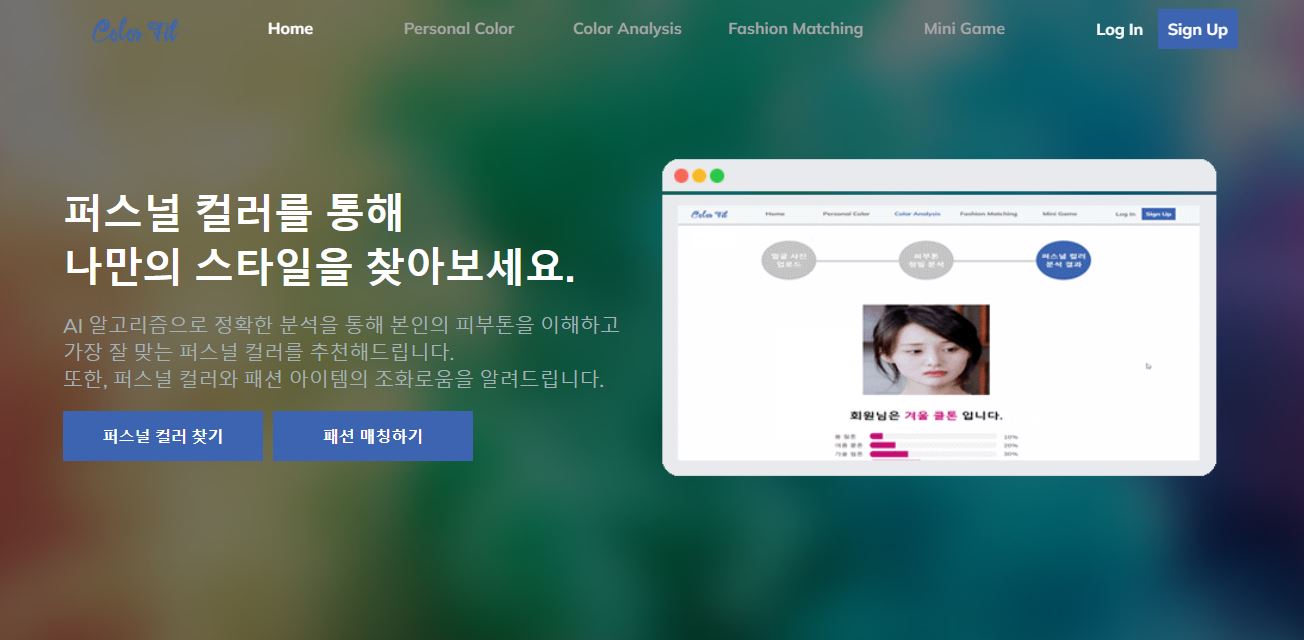 Color Fit
Home
Personal Color
Color Analysis
Fashion Matching
Mini Game
Log In
Sign Up
퍼스널 컬러를 통해
나만의 스타일을 찾아보세요.
AI 알고리즘으로 정확한 분석을 통해 본인의 피부톤을 이해하고
가장 잘 맞는 퍼스널 컬러를 추천해드립니다.
또한, 퍼스널 컬러와 패션 아이템의 조화로움을 알려드립니다.
퍼스널 컬러 찾기
패션 매칭하기
Color Fit
Home
Personal Color
Color Analysis
Fashion Matching
Mini Game
Log In
Sign Up
얼굴 사진
업로드
피부톤
정밀 분석
퍼스널 컬러
분석 결과
회원님은 겨울 쿨톤 입니다.
봄 웜톤 10%
여름 쿨톤 20%
가을 웜톤 30%